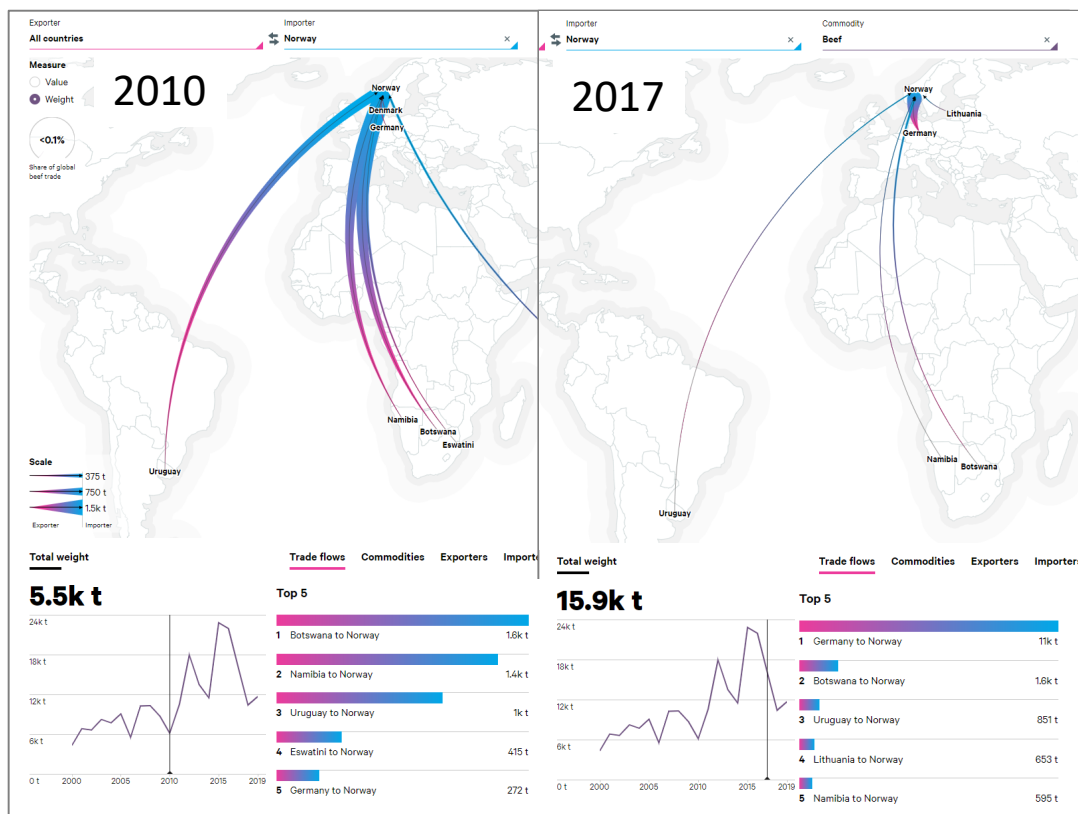 Exporter
All countries
Importer
Norway ×
Measure
Value
Weight
<0.1%
Share of global
beef trade
2010
Norway
Denmark
Germany
Namibia
Botswana
Eswatini
Uruguay
Scale
375 t
750 t
1.5k t
Exporter Importer
Total weight
5.5k t
24k t
18k t
12k t
6k t
0 t 2000 2005 2010 2015 2019
Trade flows Commodities Exporters Importe
Top 5
1 Botswana to Norway 1.6k t
2 Namibia to Norway 1.4k t
3 Uruguay to Norway 1k t
4 Eswatini to Norway 415 t
5 Germany to Norway 272 t
Importer
Norway ×
Commodity
Beef ×
2017
Norway
Lithuania
Germany
Namibia
Botswana
Uruguay
Total weight
15.9k t
24k t
18k t
12k t
6k t
0 t 2000 2005 2010 2015 2019
Trade flows Commodities Exporters Importers
Top 5
1 Germany to Norway 11k t
2 Botswana to Norway 1.6k t
3 Uruguay to Norway 851 t
4 Lithuania to Norway 653 t
5 Namibia to Norway 595 t